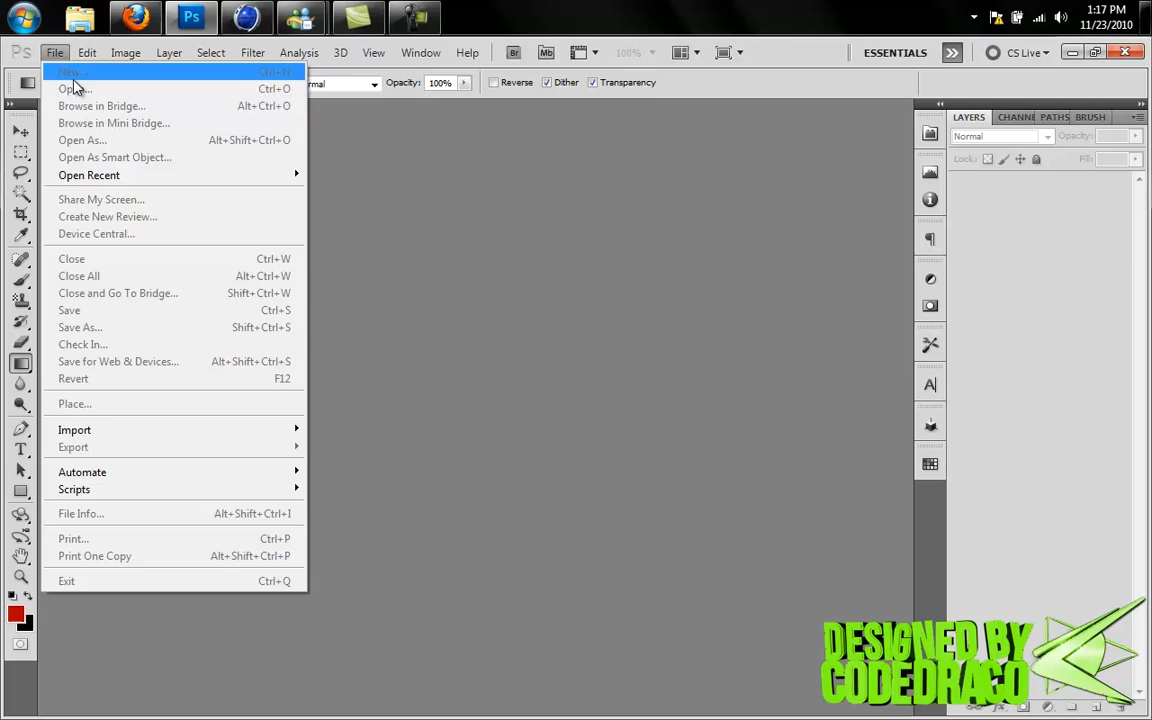 Ps
1:17 PM
11/23/2010
Ps File Edit Image Layer Select Filter Analysis 3D View Window Help Br Mb 100% ESSENTIALS CS Live
Opacity: 100% Reverse Dither Transparency
New... Ctrl+N
Browse in Bridge... Alt+Ctrl+O
Browse in Mini Bridge...
Open As... Alt+Shift+Ctrl+O
Open As Smart Object...
Open Recent
Share My Screen...
Create New Review...
Device Central...
Close Ctrl+W
Close All Alt+Ctrl+W
Close and Go To Bridge... Shift+Ctrl+W
Save Ctrl+S
Save As... Shift+Ctrl+S
Check In...
Save for Web & Devices... Alt+Shift+Ctrl+S
Revert F12
Place...
Import
Export
Automate
Scripts
File Info... Alt+Shift+Ctrl+I
Print... Ctrl+P
Print One Copy Alt+Shift+Ctrl+P
Exit Ctrl+Q
LAYERS PATHS BRUSH
Normal Opacity:
Lock: Fill:
DESIGNED BY
CODEDRACO